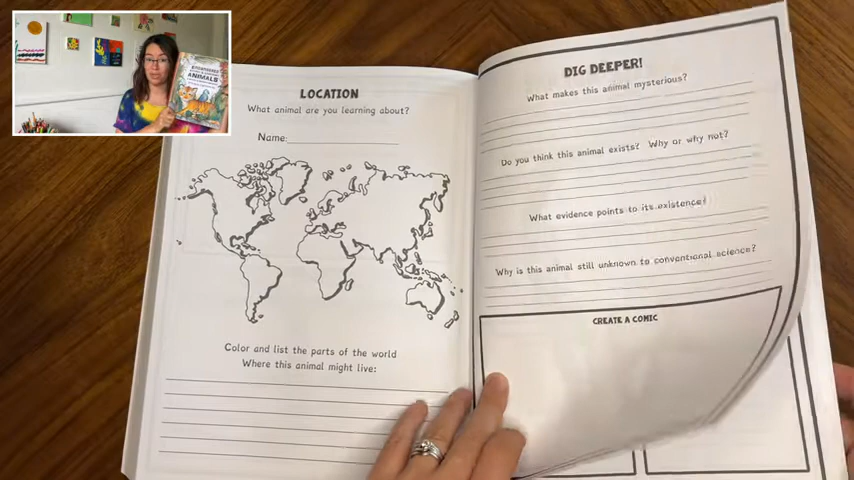 ANIMALS
LOCATION
What animal are you learning about?
Name:
Color and list the parts of the world
Where this animal might live:
DIG DEEPER!
What makes this animal mysterious?
Do you think this animal exists? Why or why not?
What evidence points to its existence?
Why is this animal still unknown to conventional science?
CREATE A COMIC